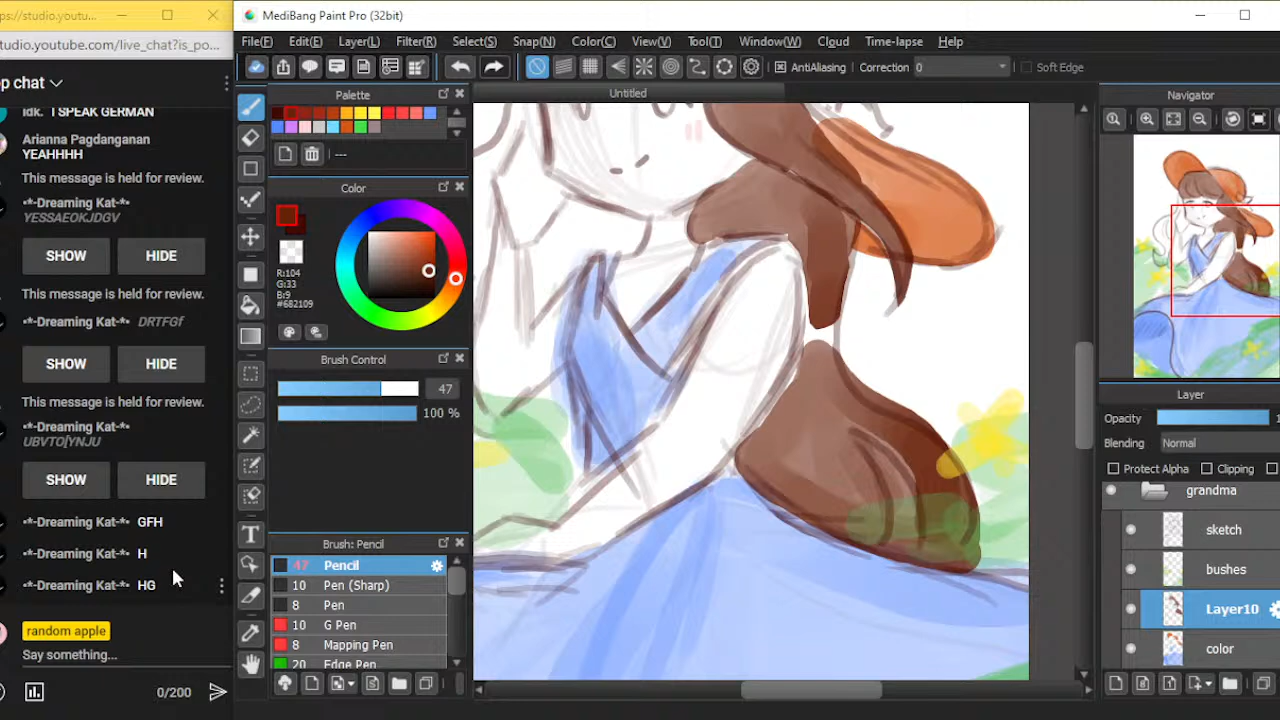 ps://studio.youtu...
tudio.youtube.com/live_chat?is_po...
op chat
idk. I SPEAK GERMAN
Arianna Pagdanganan
YEAHHHH
This message is held for review.
-*-Dreaming Kat-*-
YESSAEOKJDGV
SHOW HIDE
This message is held for review.
-*-Dreaming Kat-*- DRTFGf
SHOW HIDE
This message is held for review.
-*-Dreaming Kat-*-
UBVTO[YNJU
SHOW HIDE
-*-Dreaming Kat-*- GFH
-*-Dreaming Kat-*- H
-*-Dreaming Kat-*- HG
random apple
Say something...
0/200
MediBang Paint Pro (32bit)
File(F) Edit(E) Layer(L) Filter(R) Select(S) Snap(N) Color(C) View(V) Tool(T) Window(W) Cloud Time-lapse Help
AntiAliasing Correction 0 Soft Edge
Palette
---
Color
R:104
G:33
B:9
#682109
Brush Control
47
100 %
Brush: Pencil
47 Pencil
10 Pen (Sharp)
8 Pen
10 G Pen
8 Mapping Pen
20 Edge Pen
T
Untitled
Navigator
Layer
Opacity 1
Blending Normal
Protect Alpha Clipping
grandma
sketch
bushes
Layer10
color